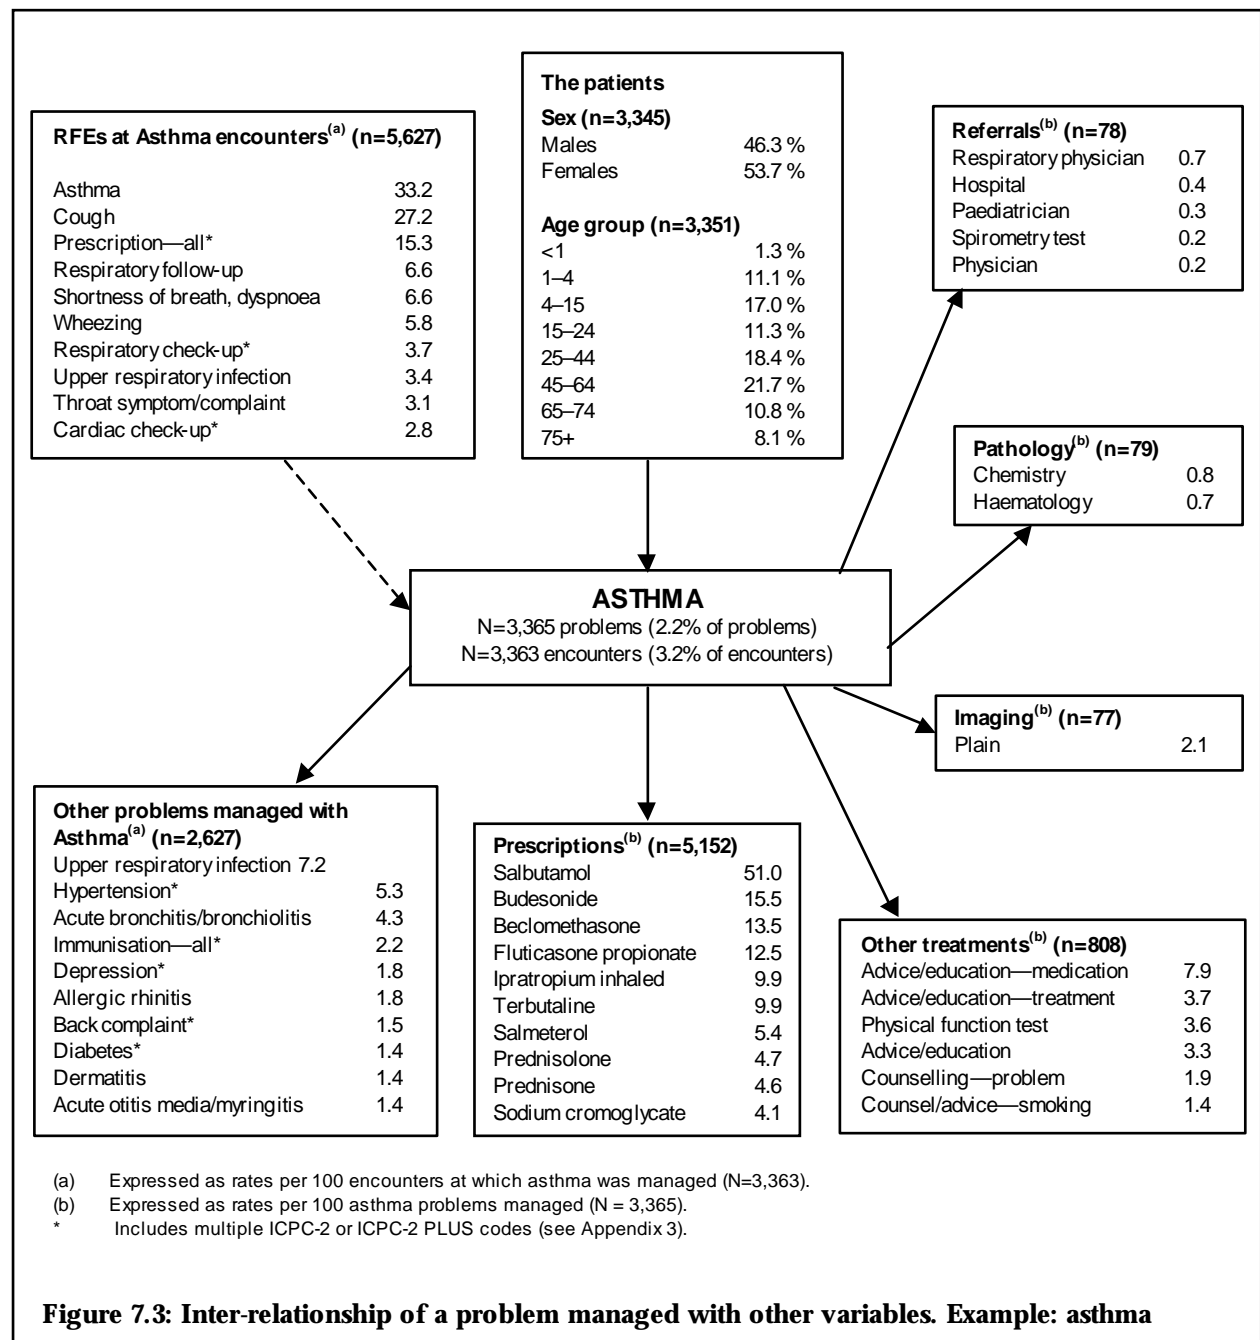 The patients
Sex (n=3,345)
Males 46.3 %
Females 53.7 %
Age group (n=3,351)
<1 1.3 %
1–4 11.1 %
4–15 17.0 %
15–24 11.3 %
25–44 18.4 %
45–64 21.7 %
65–74 10.8 %
75+ 8.1 %
RFEs at Asthma encounters(a) (n=5,627)
Asthma 33.2
Cough 27.2
Prescription—all* 15.3
Respiratory follow-up 6.6
Shortness of breath, dyspnoea 6.6
Wheezing 5.8
Respiratory check-up* 3.7
Upper respiratory infection 3.4
Throat symptom/complaint 3.1
Cardiac check-up* 2.8
Referrals(b) (n=78)
Respiratory physician 0.7
Hospital 0.4
Paediatrician 0.3
Spirometry test 0.2
Physician 0.2
Pathology(b) (n=79)
Chemistry 0.8
Haematology 0.7
ASTHMA
N=3,365 problems (2.2% of problems)
N=3,363 encounters (3.2% of encounters)
Imaging(b) (n=77)
Plain 2.1
Other problems managed with
Asthma(a) (n=2,627)
Upper respiratory infection 7.2
Hypertension* 5.3
Acute bronchitis/bronchiolitis 4.3
Immunisation—all* 2.2
Depression* 1.8
Allergic rhinitis 1.8
Back complaint* 1.5
Diabetes* 1.4
Dermatitis 1.4
Acute otitis media/myringitis 1.4
Prescriptions(b) (n=5,152)
Salbutamol 51.0
Budesonide 15.5
Beclomethasone 13.5
Fluticasone propionate 12.5
Ipratropium inhaled 9.9
Terbutaline 9.9
Salmeterol 5.4
Prednisolone 4.7
Prednisone 4.6
Sodium cromoglycate 4.1
Other treatments(b) (n=808)
Advice/education—medication 7.9
Advice/education—treatment 3.7
Physical function test 3.6
Advice/education 3.3
Counselling—problem 1.9
Counsel/advice—smoking 1.4
(a) Expressed as rates per 100 encounters at which asthma was managed (N=3,363).
(b) Expressed as rates per 100 asthma problems managed (N = 3,365).
* Includes multiple ICPC-2 or ICPC-2 PLUS codes (see Appendix 3).
Figure 7.3: Inter-relationship of a problem managed with other variables. Example: asthma